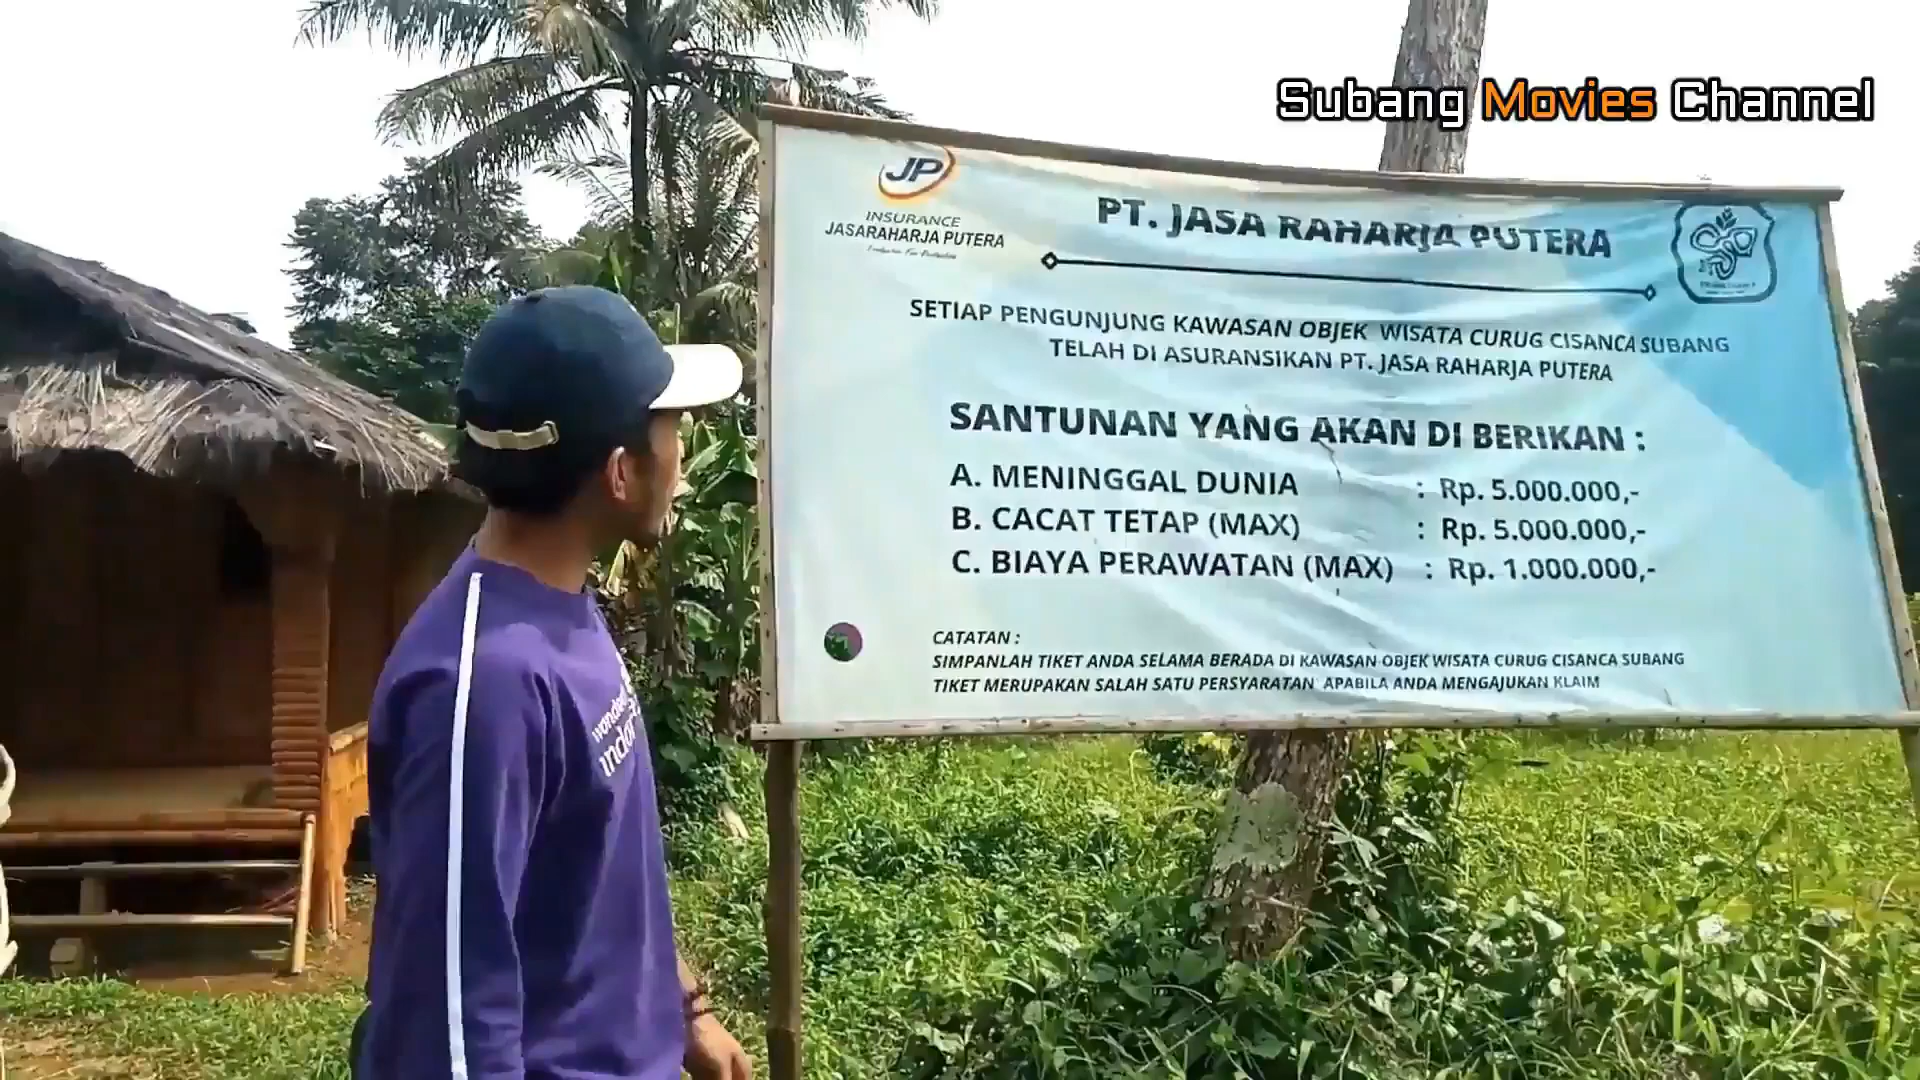 Subang Movies Channel
JP
INSURANCE
JASARAHARJA PUTERA
PT. JASA RAHARJA PUTERA
SETIAP PENGUNJUNG KAWASAN OBJEK WISATA CURUG CISANCA SUBANG
TELAH DI ASURANSIKAN PT. JASA RAHARJA PUTERA
SANTUNAN YANG AKAN DI BERIKAN :
A. MENINGGAL DUNIA : Rp. 5.000.000,-
B. CACAT TETAP (MAX) : Rp. 5.000.000,-
C. BIAYA PERAWATAN (MAX) : Rp. 1.000.000,-
CATATAN :
SIMPANLAH TIKET ANDA SELAMA BERADA DI KAWASAN OBJEK WISATA CURUG CISANCA SUBANG
TIKET MERUPAKAN SALAH SATU PERSYARATAN APABILA ANDA MENGAJUKAN KLAIM